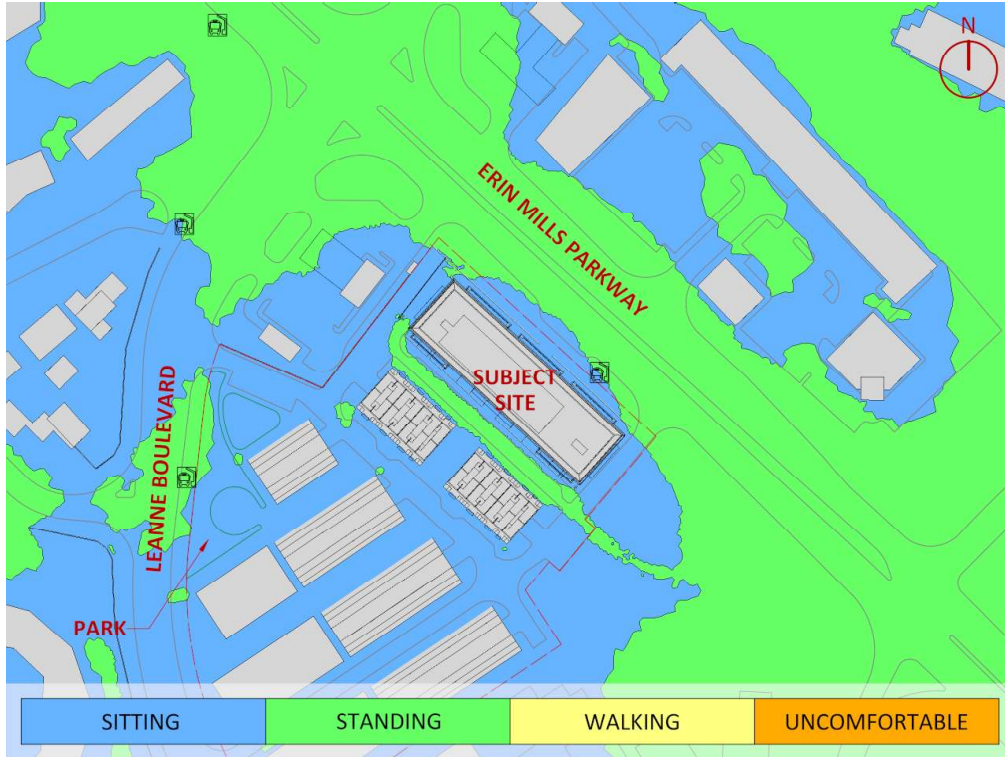 N
ERIN MILLS PARKWAY
SUBJECT
SITE
LEANNE BOULEVARD
PARK
SITTING
STANDING
WALKING
UNCOMFORTABLE